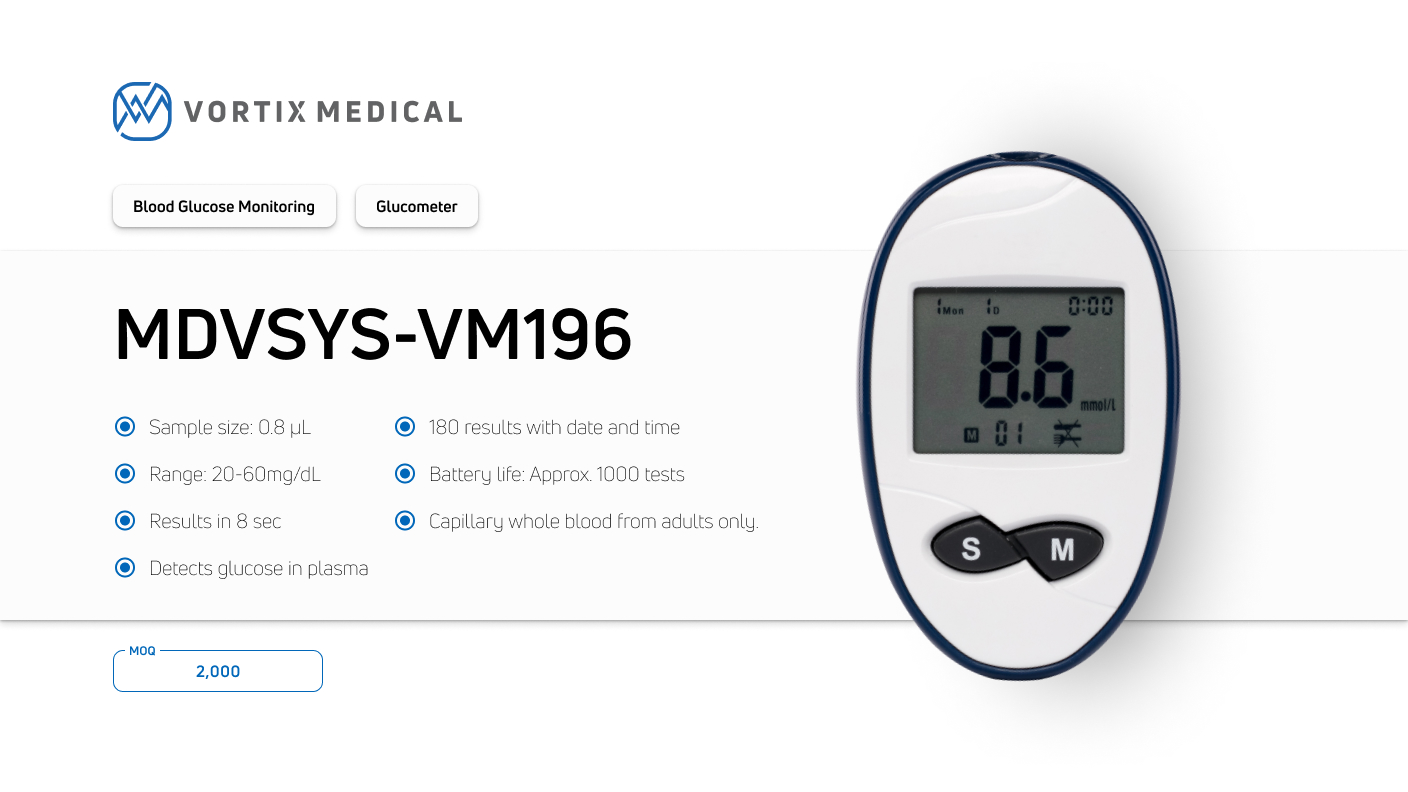 VORTIX MEDICAL
Blood Glucose Monitoring
Glucometer
MDVSYS-VM196
Sample size: 0.8 µL
Range: 20-60mg/dL
Results in 8 sec
Detects glucose in plasma
180 results with date and time
Battery life: Approx. 1000 tests
Capillary whole blood from adults only.
MOQ
2,000
1Mon 1D 0:00
8.6
mmol/L
M 01
S M